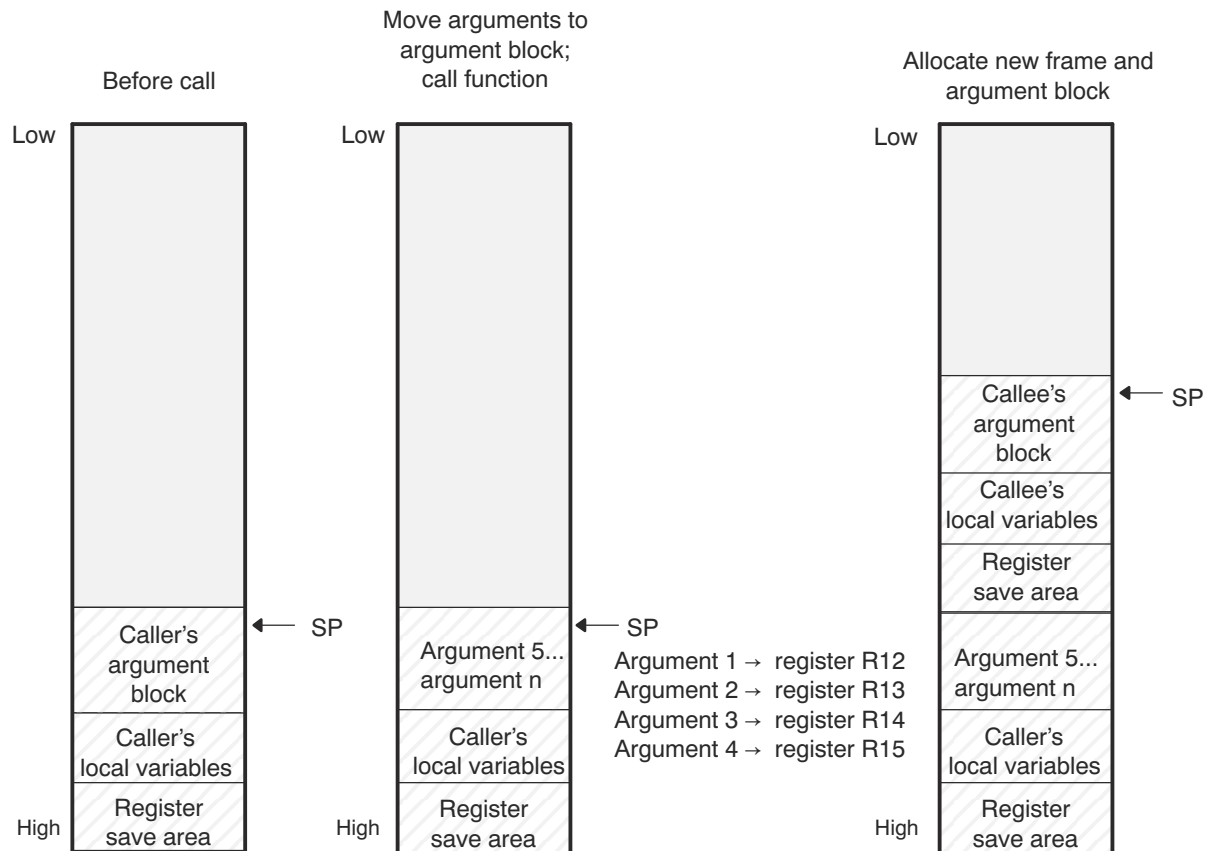 Before call
Low
Caller's
argument
block
SP
Caller's
local variables
Register
save area
High
Move arguments to
argument block;
call function
Low
SP
Argument 5...
argument n
Argument 1 → register R12
Argument 2 → register R13
Argument 3 → register R14
Argument 4 → register R15
Caller's
local variables
Register
save area
High
Allocate new frame and
argument block
Low
Callee's
argument
block
SP
Callee's
local variables
Register
save area
Argument 5...
argument n
Caller's
local variables
Register
save area
High